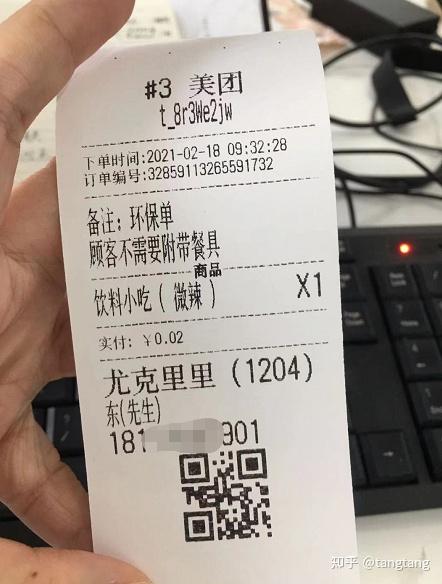 #3 美团
t_8r3We2jw
下单时间:2021-02-18 09:32:28
订单编号:32859113265591732
备注: 环保单
顾客不需要附带餐具
商品
饮料小吃 ( 微辣 ) X1
实付: ￥0.02
尤克里里 (1204)
东(先生)
181 901
知乎 @tangtang